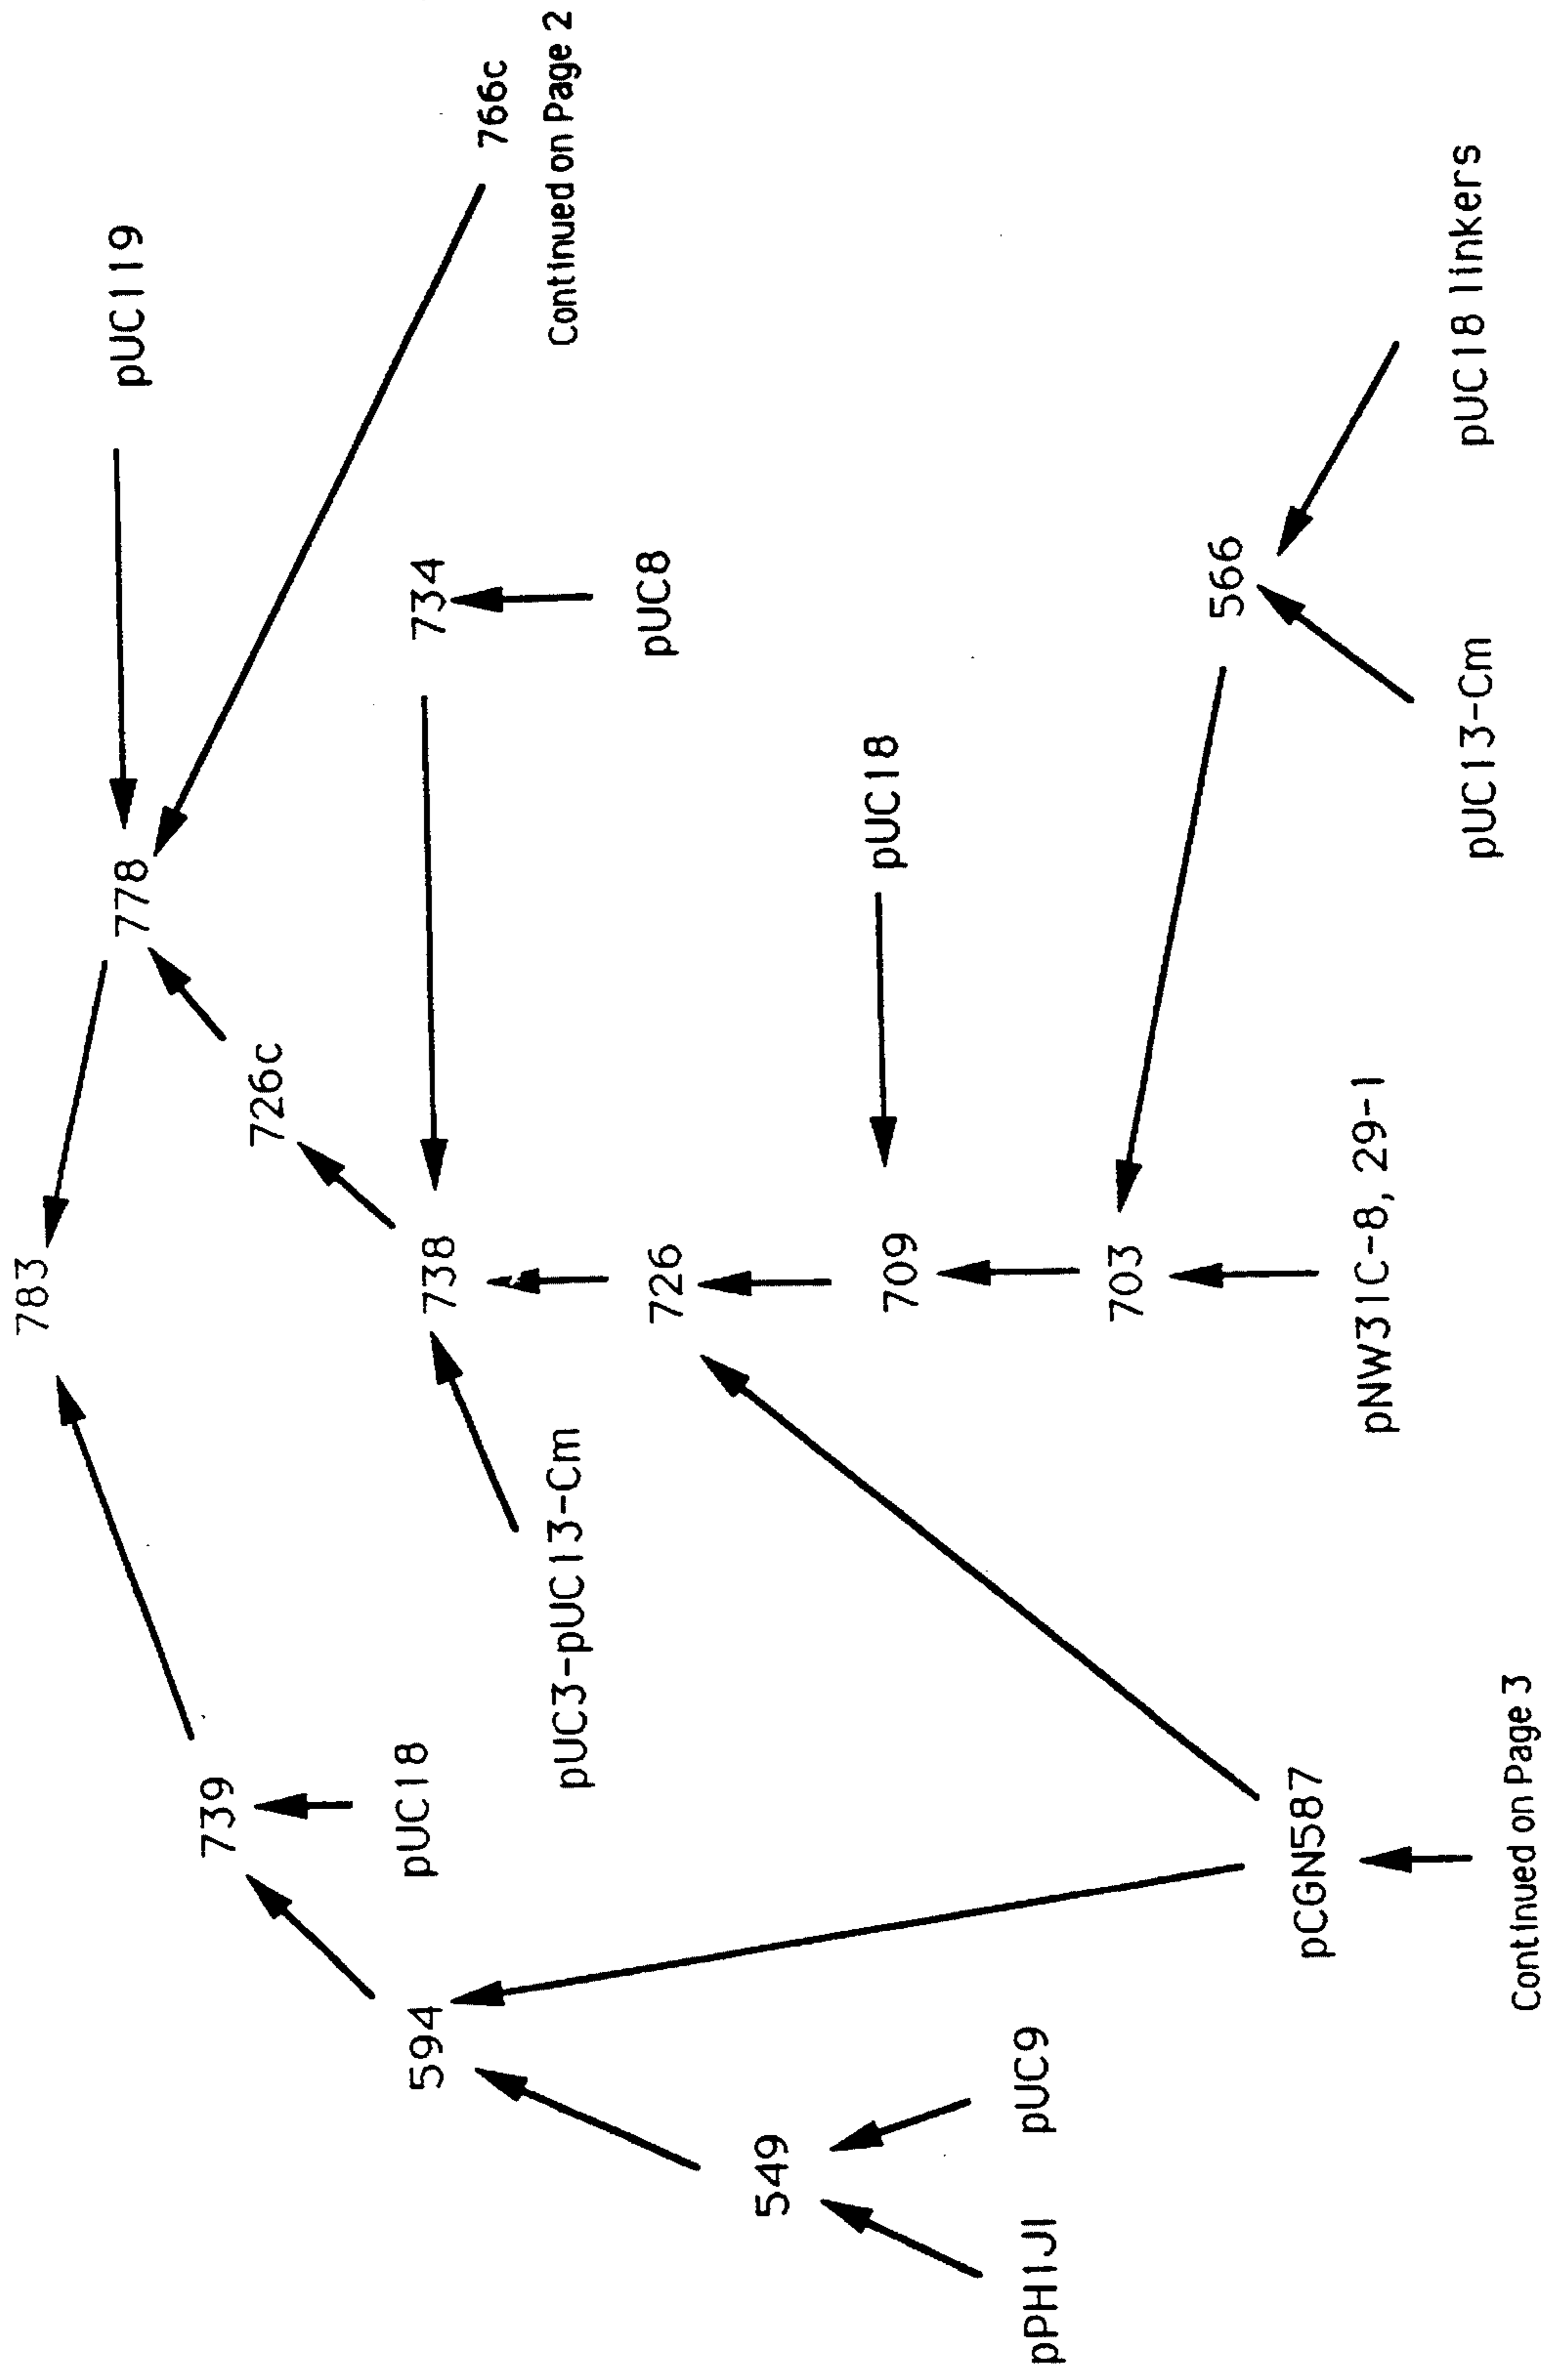 783
778
pUC119
739
726c
pUC18
594
738
734
766c
Continued on Page 2
pUC3-pUC13-Cm
726
pUC8
549
709
pUC18
pPH1J1
pUC9
pCGN587
703
566
pNW31C-8, 29-1
pUC13-Cm
pUC18 linkers
Continued on Page 3